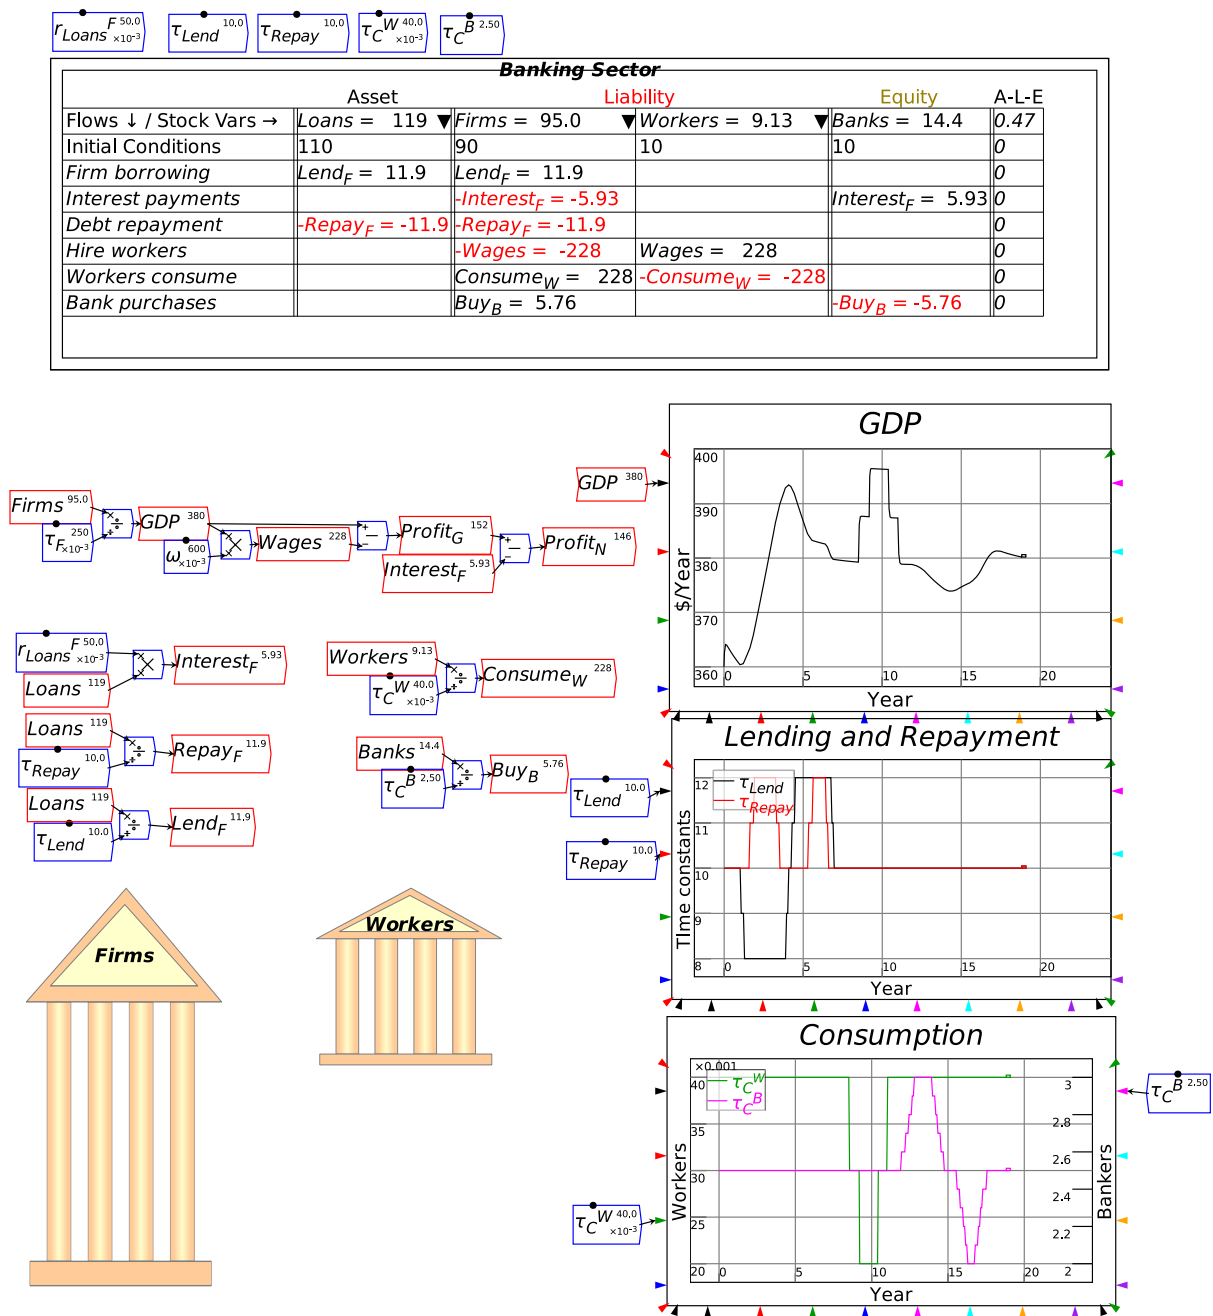 r_Loans^F 50.0 ×10⁻³
τ_Lend 10.0
τ_Repay 10.0
τ_C^W 40.0 ×10⁻³
τ_C^B 2.50
Banking Sector
Asset Liability Equity A-L-E
Flows ↓ / Stock Vars → Loans = 119 ▼ Firms = 95.0 ▼ Workers = 9.13 ▼ Banks = 14.4 0.47
Initial Conditions 110 90 10 10 0
Firm borrowing Lend_F = 11.9 Lend_F = 11.9 0
Interest payments -Interest_F = -5.93 Interest_F = 5.93 0
Debt repayment -Repay_F = -11.9 -Repay_F = -11.9 0
Hire workers -Wages = -228 Wages = 228 0
Workers consume Consume_W = 228 -Consume_W = -228 0
Bank purchases Buy_B = 5.76 -Buy_B = -5.76 0
Firms 95.0
τ_F 250 ×10⁻³
GDP 380
ω 600 ×10⁻³
Wages 228
Profit_G 152
Interest_F 5.93
Profit_N 146
r_Loans^F 50.0 ×10⁻³
Loans 119
Interest_F 5.93
Loans 119
τ_Repay 10.0
Repay_F 11.9
Loans 119
τ_Lend 10.0
Lend_F 11.9
Workers 9.13
τ_C^W 40.0 ×10⁻³
Consume_W 228
Banks 14.4
τ_C^B 2.50
Buy_B 5.76
GDP 380
GDP
$/Year
400
390
380
370
360
0 5 10 15 20
Year
τ_Lend 10.0
τ_Repay 10.0
Lending and Repayment
TIme constants
τ_Lend
τ_Repay
12
11
10
9
8
0 5 10 15 20
Year
Firms
Workers
Consumption
×0.001
τ_C^W
τ_C^B
Workers
40
35
30
25
20
0 5 10 15 20
3
2.8
2.6
2.4
2.2
2
Bankers
Year
τ_C^B 2.50
τ_C^W 40.0 ×10⁻³